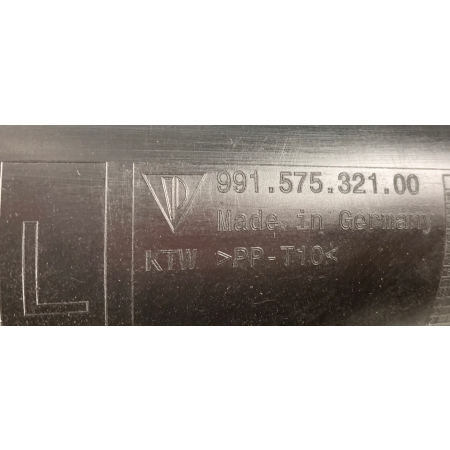 991.575.321.00
Made in Germany
KTW >PP-T10<
L